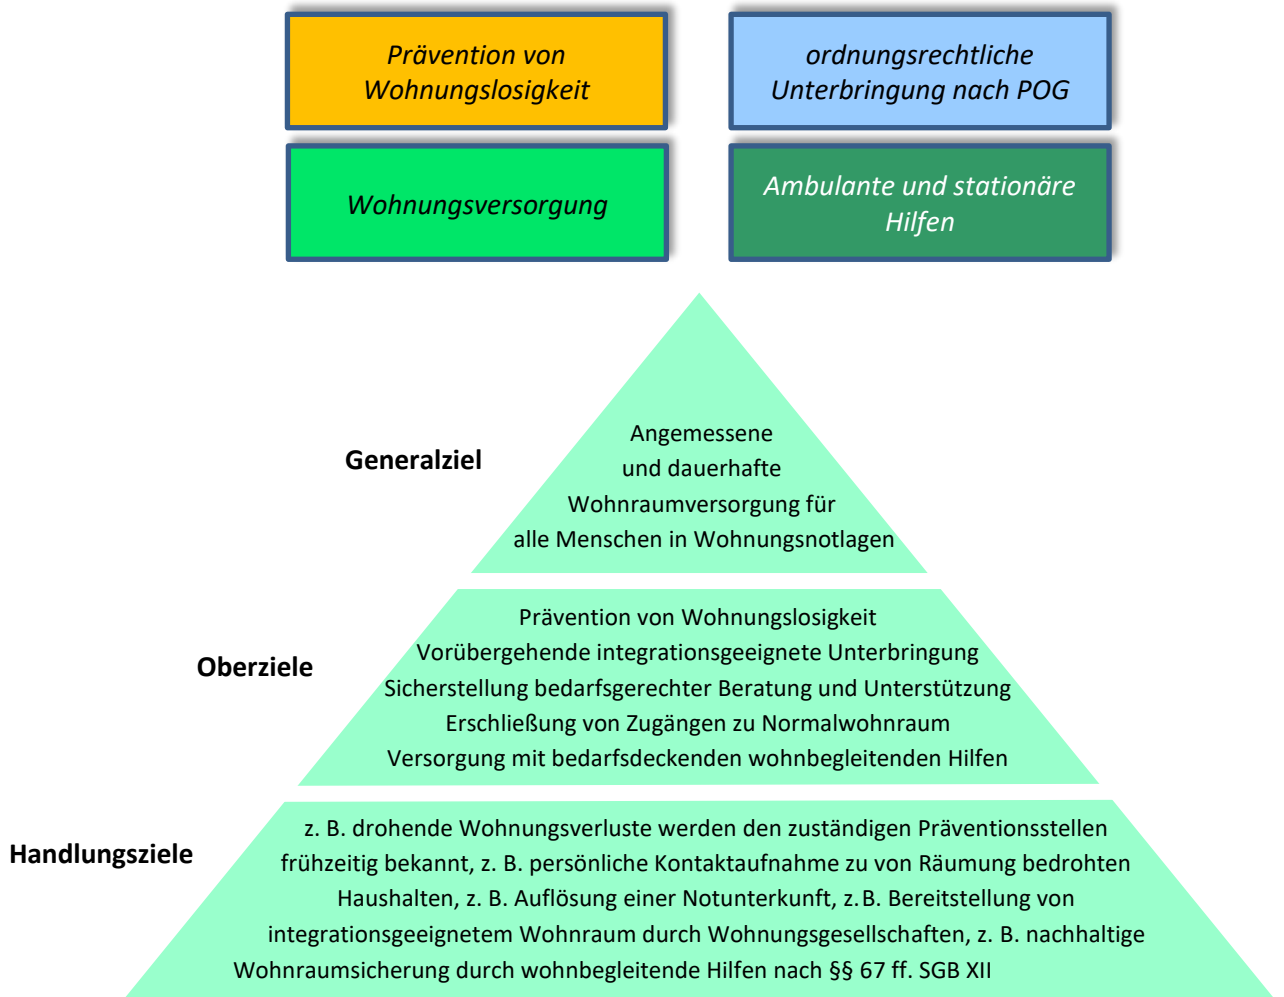 Prävention von
Wohnungslosigkeit
ordnungsrechtliche
Unterbringung nach POG
Wohnungsversorgung
Ambulante und stationäre
Hilfen
Generalziel
Angemessene
und dauerhafte
Wohnraumversorgung für
alle Menschen in Wohnungsnotlagen
Oberziele
Prävention von Wohnungslosigkeit
Vorübergehende integrationsgeeignete Unterbringung
Sicherstellung bedarfsgerechter Beratung und Unterstützung
Erschließung von Zugängen zu Normalwohnraum
Versorgung mit bedarfsdeckenden wohnbegleitenden Hilfen
Handlungsziele
z. B. drohende Wohnungsverluste werden den zuständigen Präventionsstellen
frühzeitig bekannt, z. B. persönliche Kontaktaufnahme zu von Räumung bedrohten
Haushalten, z. B. Auflösung einer Notunterkunft, z.B. Bereitstellung von
integrationsgeeignetem Wohnraum durch Wohnungsgesellschaften, z. B. nachhaltige
Wohnraumsicherung durch wohnbegleitende Hilfen nach §§ 67 ff. SGB XII